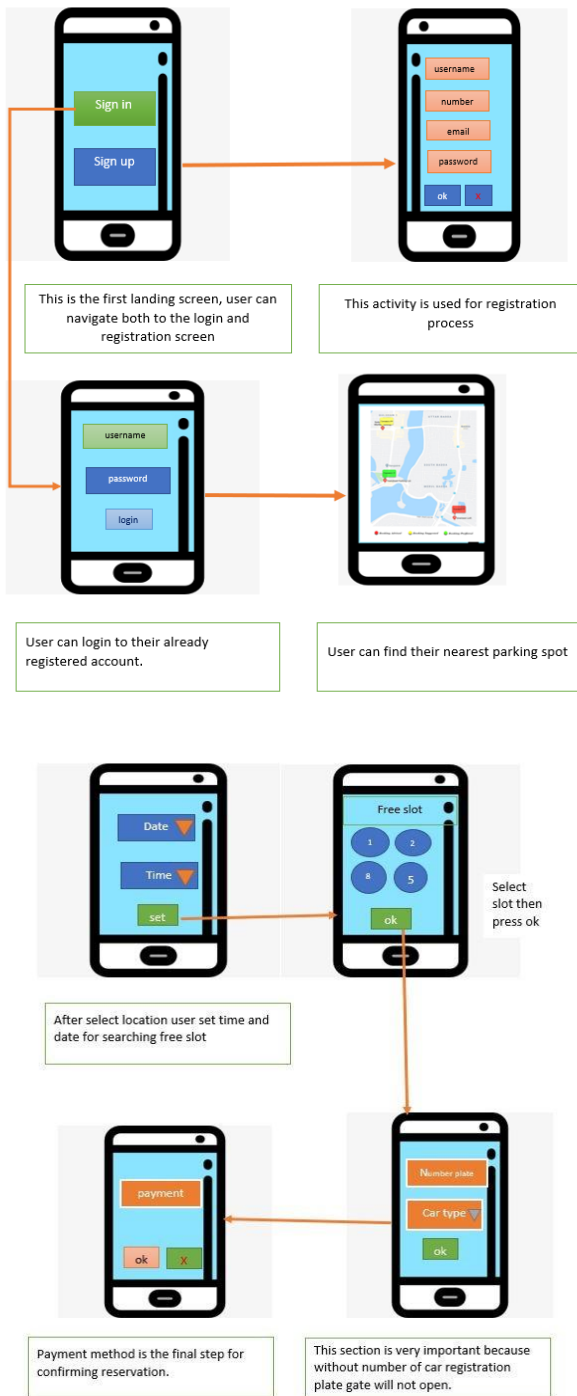 Sign in
Sign up
username
number
email
password
ok
x
This is the first landing screen, user can
navigate both to the login and
registration screen
This activity is used for registration
process
username
password
login
User can login to their already
registered account.
User can find their nearest parking spot
Date
Time
set
Free slot
1
2
8
5
ok
Select
slot then
press ok
After select location user set time and
date for searching free slot
payment
ok
X
Number plate
Car type
ok
Payment method is the final step for
confirming reservation.
This section is very important because
without number of car registration
plate gate will not open.